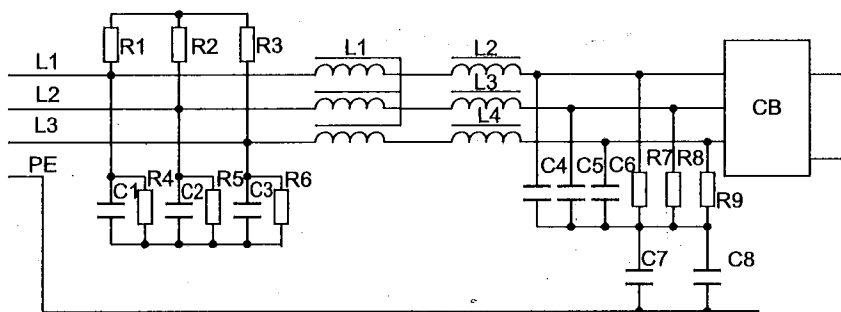 R1 R2 R3
L1 L1 L2
L2 L3 CB
L3 L4
PE C1 R4 C2 R5 C3 R6 C4 C5 C6 R7 R8
R9
C7 C8